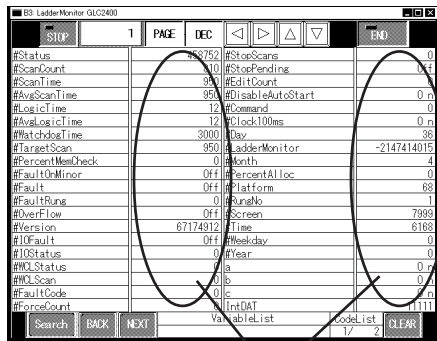 B3: LadderMonitor GLC2400
STOP 1 PAGE DEC END
#Status 458752 #StopScans 0
#ScanCount 810 #StopPending Off
#ScanTime 950 #EditCount
#AvgScanTime 950 #DisableAutoStart On
#LogicTime 12 #Command 0
#AvgLogicTime 12 #Clock100ms On
#WatchdogTime 3000 #Day 36
#TargetScan 950 #LadderMonitor -2147414015
#PercentMemCheck 0 #Month 4
#FaultOnMinor Off #PercentAlloc 0
#Fault Off #Platform 68
#FaultRung 0 #RungNo 1
#OverFlow Off #Screen 7999
#Version 67174912 #Time 6168
#IOFault Off #Weekday 0
#IOStatus 0 #Year 0
#WCLStatus 0 a On
#WCLScan 0 b On
#FaultCode 0 c On
#ForceCount 0 IntDAT 11111
Search BACK NEXT VariableList CodeList 1/ 2 CLEAR